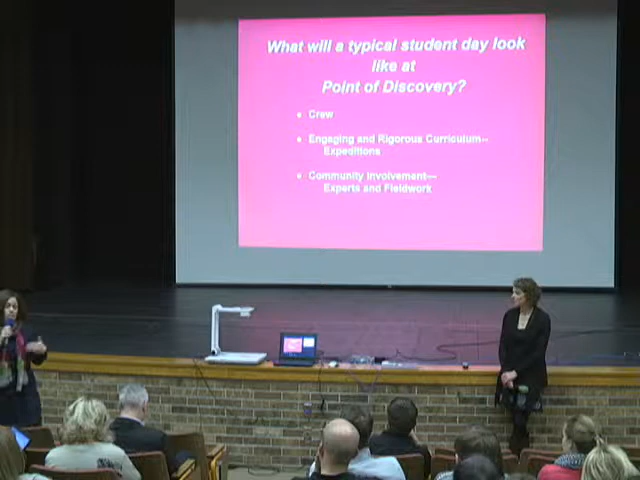 What will a typical student day look
like at
Point of Discovery?
• Crew
• Engaging and Rigorous Curriculum--
Expeditions
• Community Involvement—
Experts and Fieldwork